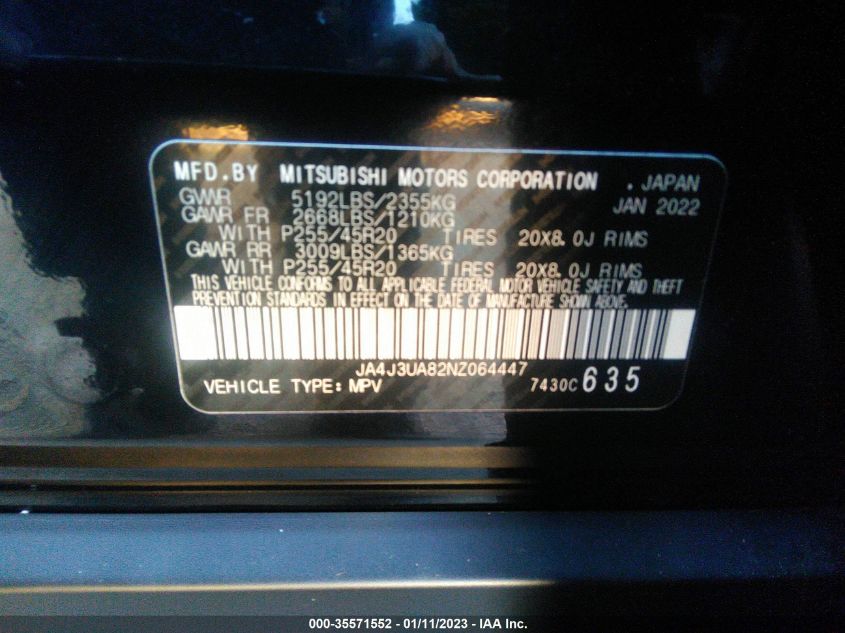 MFD.BY MITSUBISHI MOTORS CORPORATION . JAPAN
GVWR 5192LBS/2355KG JAN 2022
GAWR FR 2668LBS/1210KG
WITH P255/45R20 TIRES 20X8.0J RIMS
GAWR RR 3009LBS/1365KG
WITH P255/45R20 TIRES 20X8.0J RIMS
THIS VEHICLE CONFORMS TO ALL APPLICABLE FEDERAL MOTOR VEHICLE SAFETY AND THEFT
PREVENTION STANDARDS IN EFFECT ON THE DATE OF MANUFACTURE SHOWN ABOVE.
JA4J3UA82NZ064447
VEHICLE TYPE: MPV 7430C 635
000-35571552 - 01/11/2023 - IAA Inc.